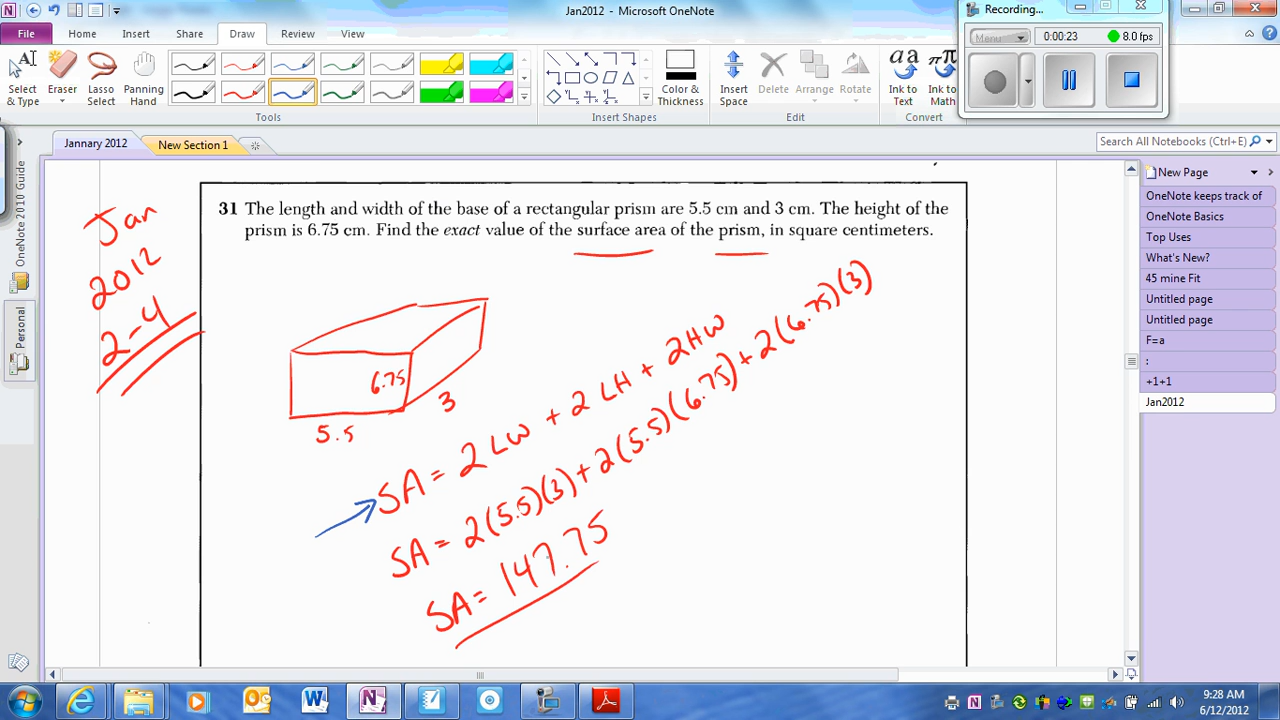 Jan2012 - Microsoft OneNote
Recording...
Menu
0:00:23
8.0 fps
File
Home
Insert
Share
Draw
Review
View
Select & Type
Eraser
Lasso Select
Panning Hand
Color & Thickness
Insert Space
Delete
Arrange
Rotate
Ink to Text
Ink to Math
Tools
Insert Shapes
Edit
Convert
Jannary 2012
New Section 1
Search All Notebooks (Ctrl+E)
OneNote 2010 Guide
Personal
New Page
OneNote keeps track of
OneNote Basics
Top Uses
What's New?
45 mine Fit
Untitled page
Untitled page
F=a
:
+1+1
Jan2012
Jan
2012
2-4
31 The length and width of the base of a rectangular prism are 5.5 cm and 3 cm. The height of the
prism is 6.75 cm. Find the exact value of the surface area of the prism, in square centimeters.
6.75
3
5.5
SA = 2LW + 2LH + 2HW
SA = 2(5.5)(3)+2(5.5)(6.75)+2(6.75)(3)
SA = 147.75
9:28 AM
6/12/2012